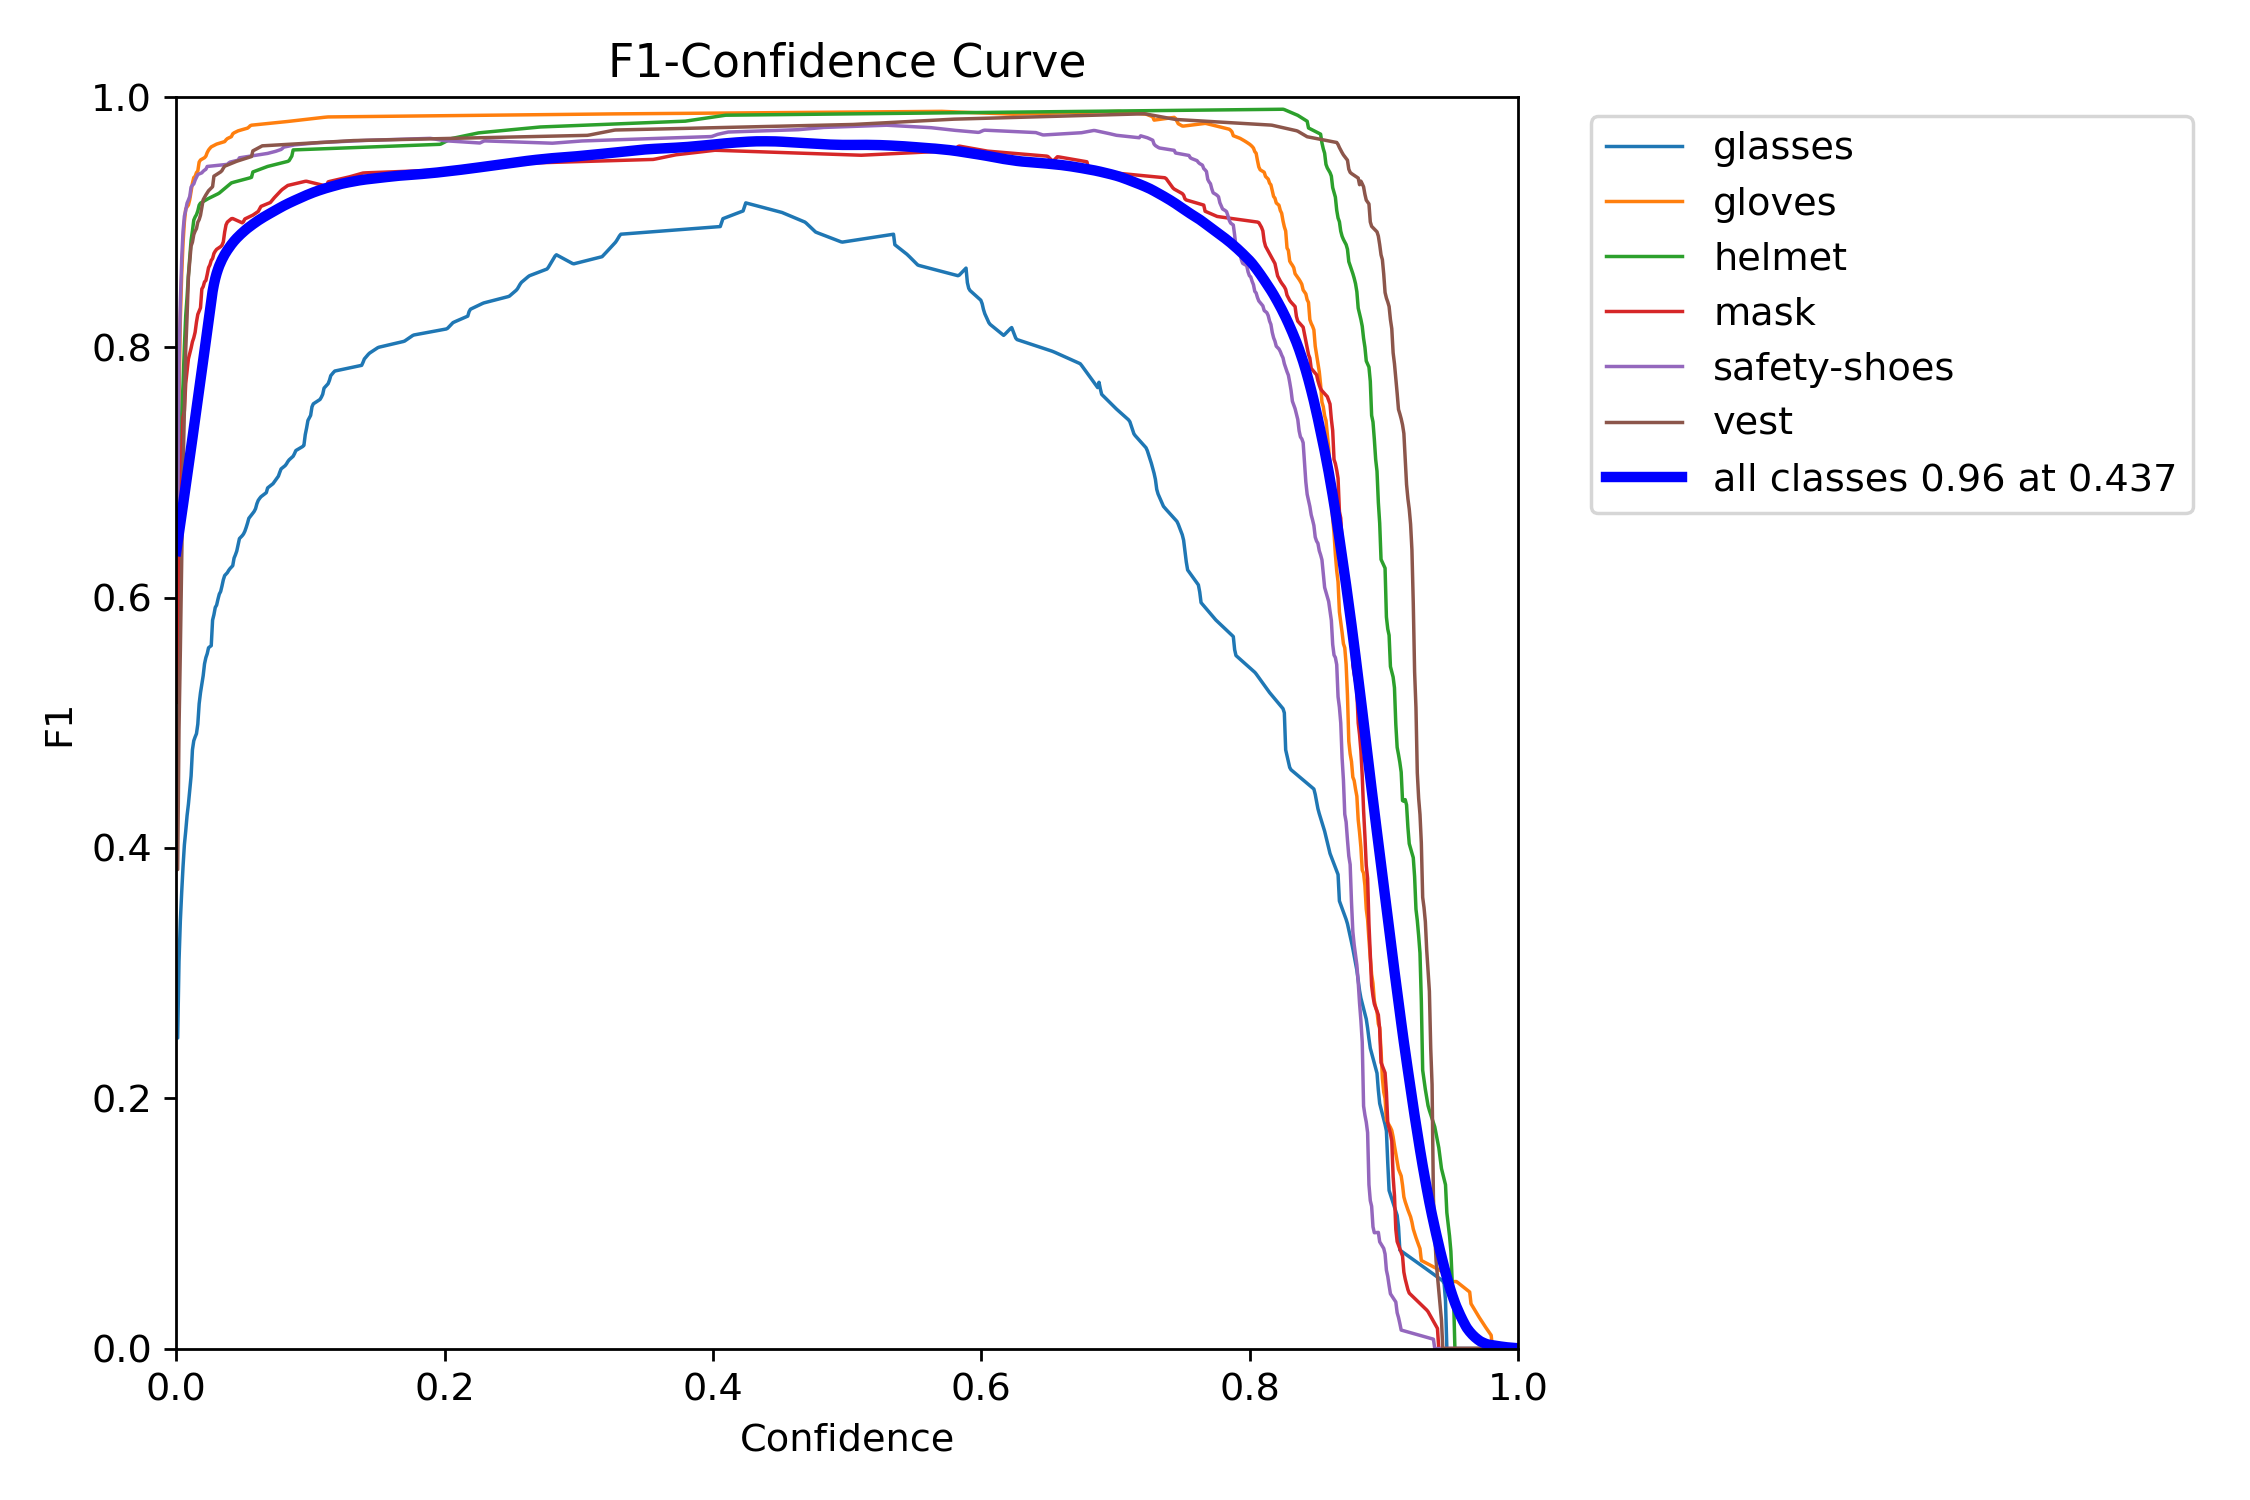 F1-Confidence Curve
1.0
0.8
0.6
0.4
0.2
0.0
F1
0.0 0.2 0.4 0.6 0.8 1.0
Confidence
glasses
gloves
helmet
mask
safety-shoes
vest
all classes 0.96 at 0.437